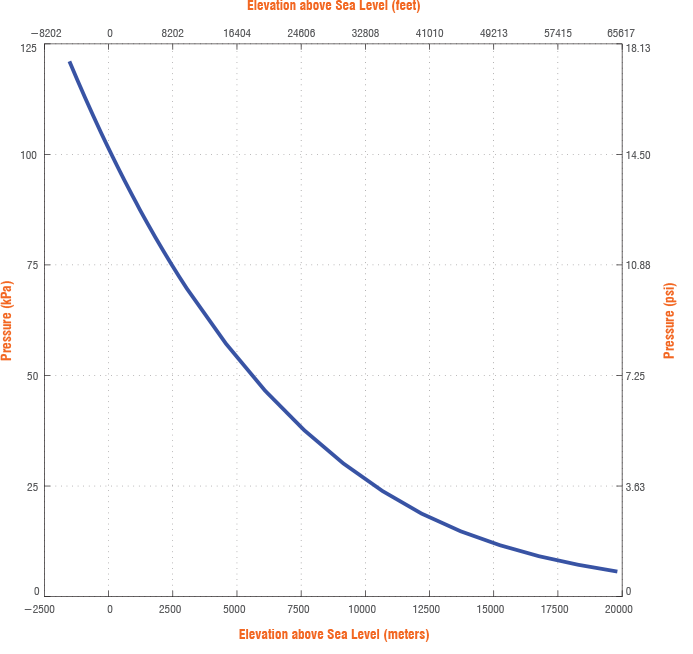 Elevation above Sea Level (feet)
−8202 0 8202 16404 24606 32808 41010 49213 57415 65617
125 18.13
100 14.50
75 10.88
Pressure (kPa)
Pressure (psi)
50 7.25
25 3.63
0 0
−2500 0 2500 5000 7500 10000 12500 15000 17500 20000
Elevation above Sea Level (meters)